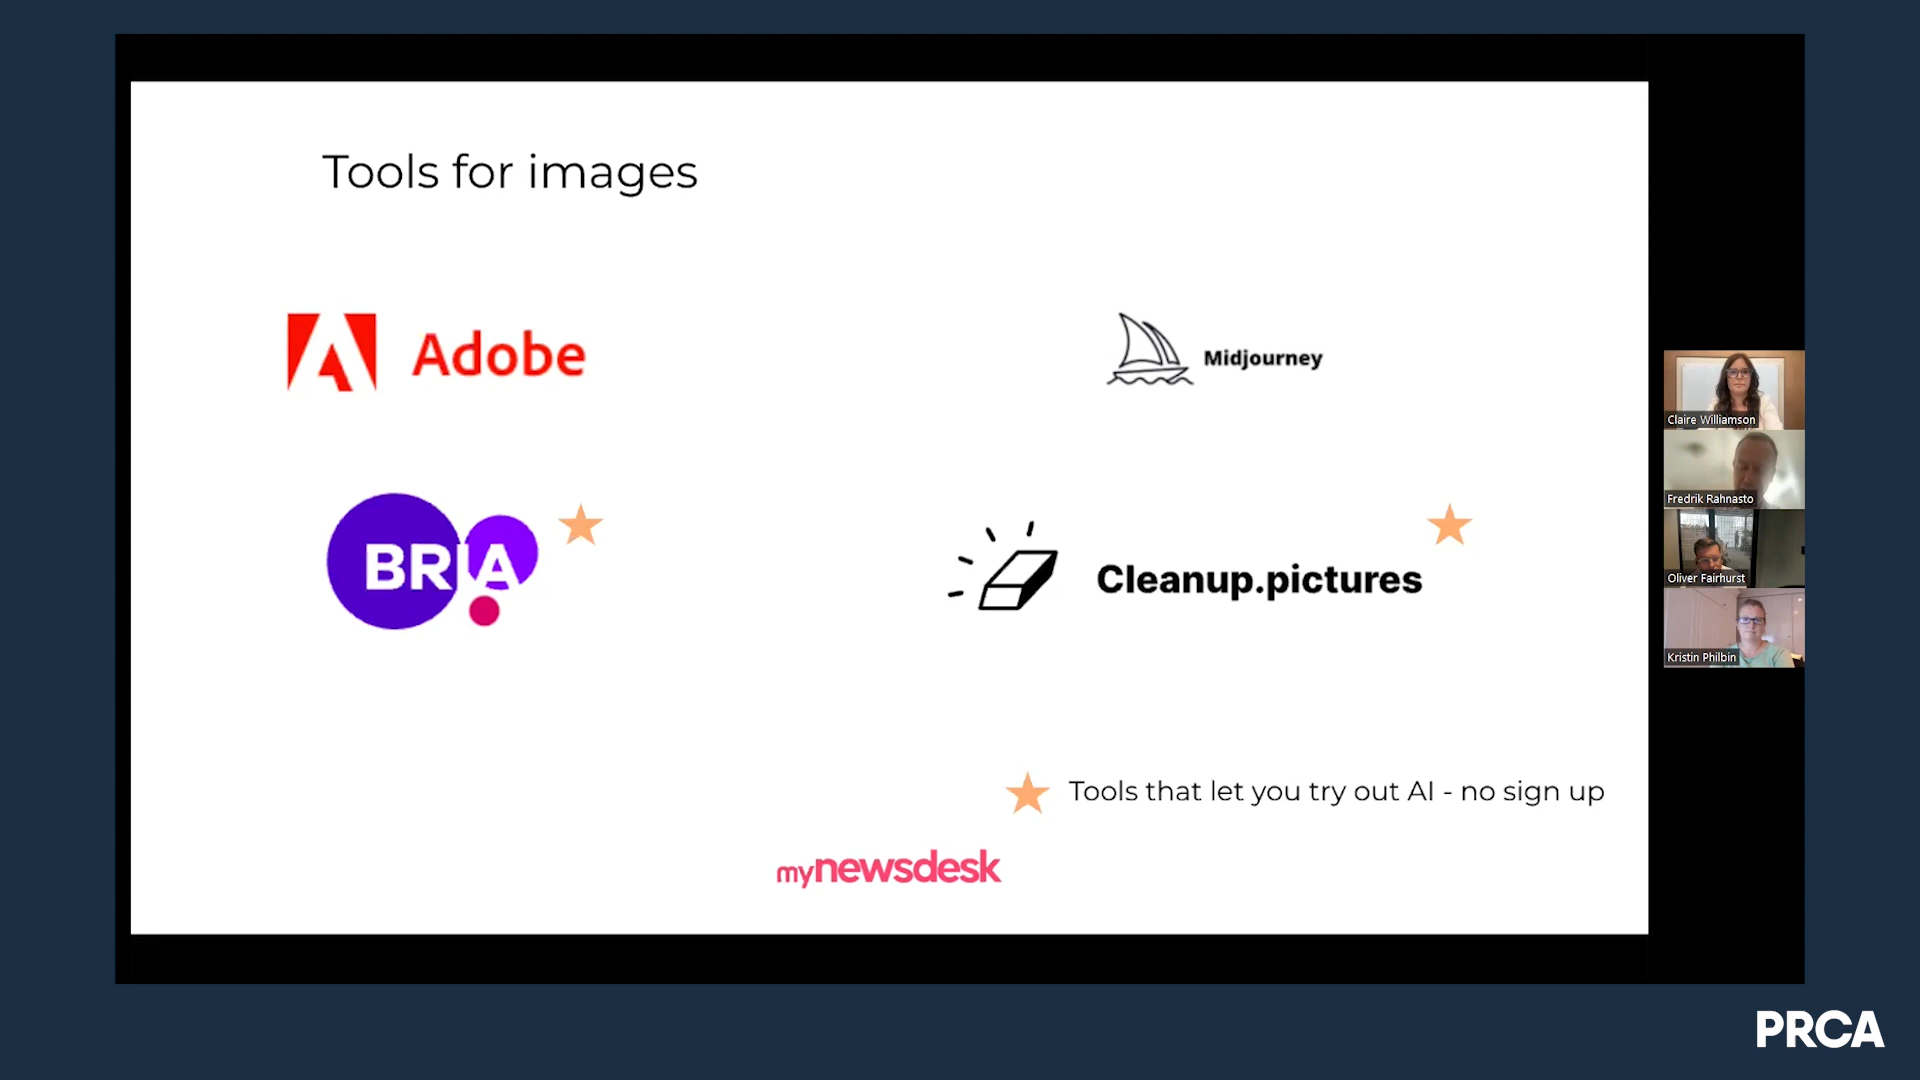 Tools for images
Adobe
Midjourney
BRIA
Cleanup.pictures
Tools that let you try out AI - no sign up
mynewsdesk
Claire Williamson
Fredrik Rahnasto
Oliver Fairhurst
Kristin Philbin
PRCA